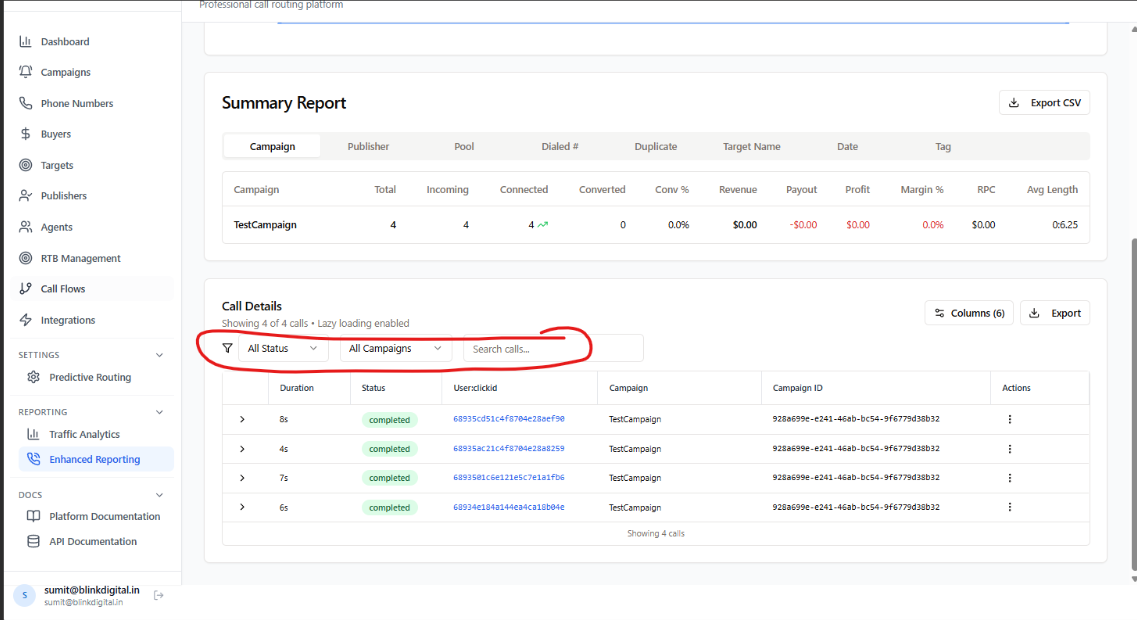 Professional call routing platform
Dashboard
Campaigns
Phone Numbers
Buyers
Targets
Publishers
Agents
RTB Management
Call Flows
Integrations
SETTINGS
Predictive Routing
REPORTING
Traffic Analytics
Enhanced Reporting
DOCS
Platform Documentation
API Documentation
S
sumit@blinkdigital.in
sumit@blinkdigital.in
Summary Report
Export CSV
Campaign Publisher Pool Dialed # Duplicate Target Name Date Tag
Campaign Total Incoming Connected Converted Conv % Revenue Payout Profit Margin % RPC Avg Length
TestCampaign 4 4 4 0 0.0% $0.00 -$0.00 $0.00 0.0% $0.00 0:6.25
Call Details
Showing 4 of 4 calls • Lazy loading enabled
Columns (6) Export
All Status All Campaigns Search calls...
Duration Status User:clickid Campaign Campaign ID Actions
8s completed 68935cd51c4f8704e28aef90 TestCampaign 928a699e-e241-46ab-bc54-9f6779d38b32
4s completed 68935ac21c4f8704e28a8259 TestCampaign 928a699e-e241-46ab-bc54-9f6779d38b32
7s completed 6893501c6e121e5c7e1a1fb6 TestCampaign 928a699e-e241-46ab-bc54-9f6779d38b32
6s completed 68934e184a144ea4ca18b04e TestCampaign 928a699e-e241-46ab-bc54-9f6779d38b32
Showing 4 calls